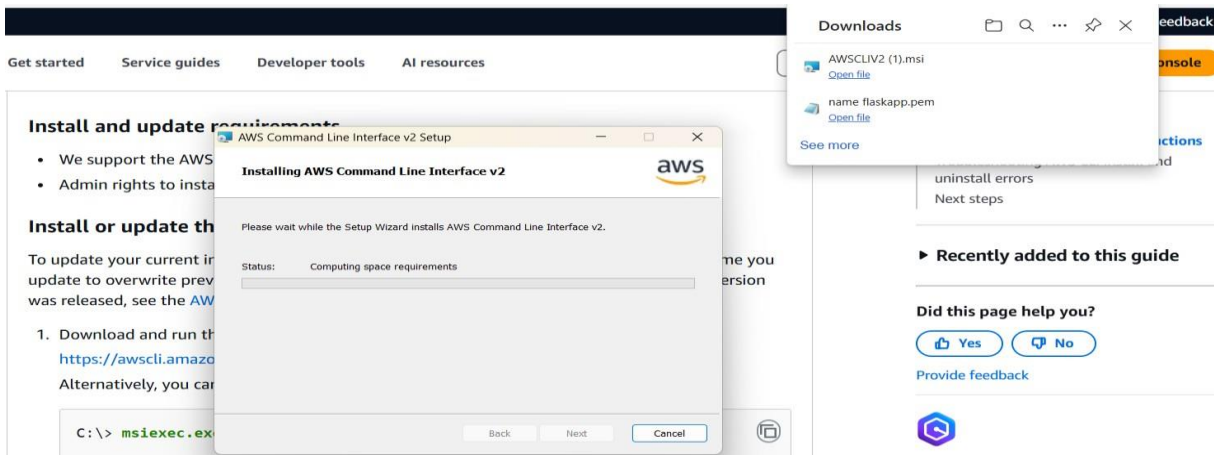 Downloads
eedback
AWSCLIV2 (1).msi
Open file
name flaskapp.pem
Open file
See more
Get started Service guides Developer tools AI resources
onsole
Install and update requirements
• We support the AWS
• Admin rights to insta
Install or update th
To update your current in
me you
update to overwrite prev
ersion
was released, see the AW
1. Download and run th
https://awscli.amazo
Alternatively, you can
C:\> msiexec.ex
AWS Command Line Interface v2 Setup
Installing AWS Command Line Interface v2
aws
Please wait while the Setup Wizard installs AWS Command Line Interface v2.
Status: Computing space requirements
Back Next Cancel
ctions
nd
uninstall errors
Next steps
Recently added to this guide
Did this page help you?
Yes No
Provide feedback